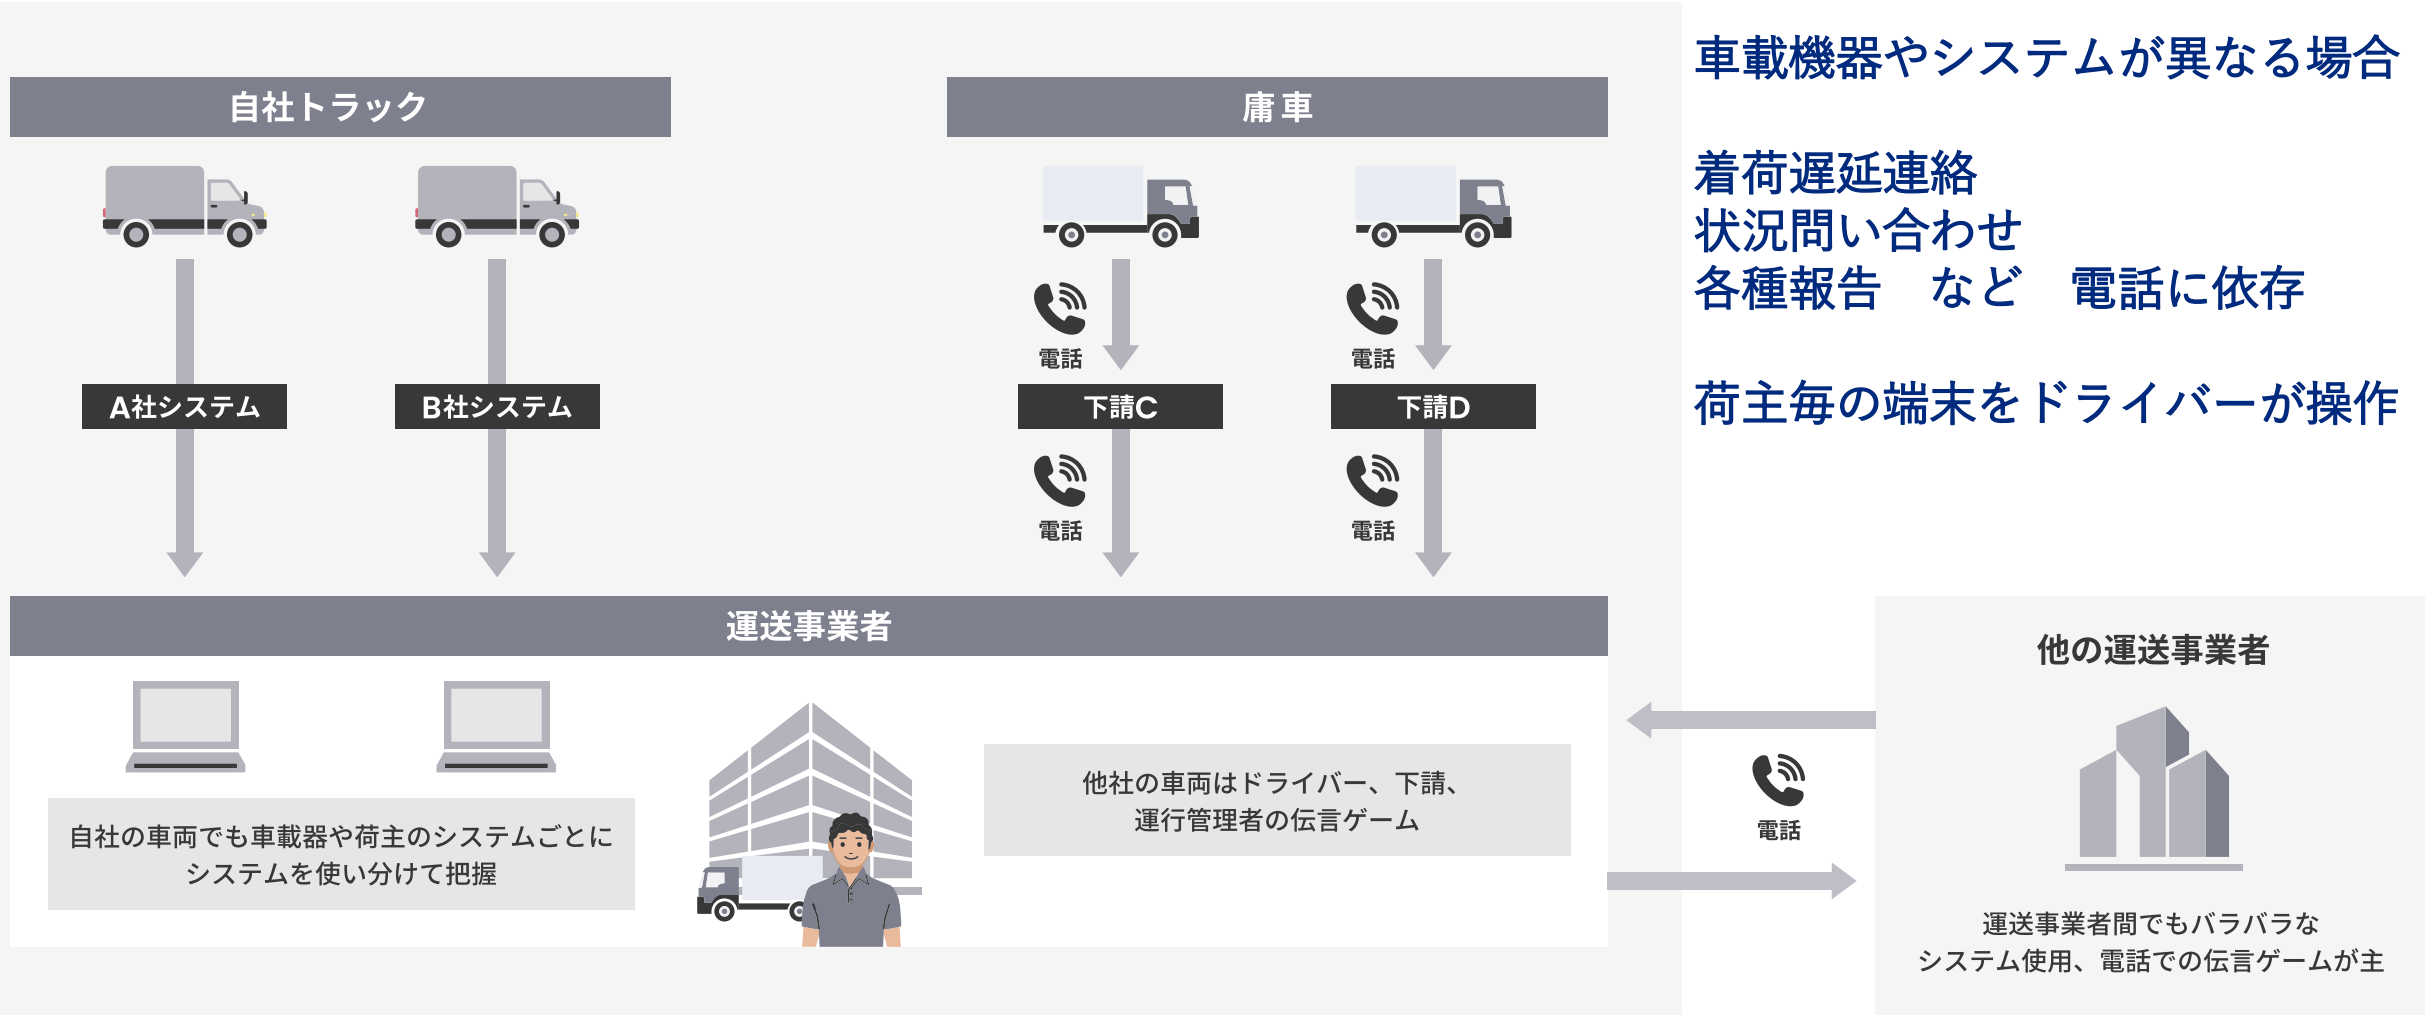 自社トラック
庸車
車載機器やシステムが異なる場合
着荷遅延連絡
状況問い合わせ
各種報告　など　電話に依存
荷主毎の端末をドライバーが操作
電話
電話
A社システム
B社システム
下請C
下請D
電話
電話
運送事業者
自社の車両でも車載器や荷主のシステムごとに
システムを使い分けて把握
他社の車両はドライバー、下請、
運行管理者の伝言ゲーム
電話
他の運送事業者
運送事業者間でもバラバラな
システム使用、電話での伝言ゲームが主